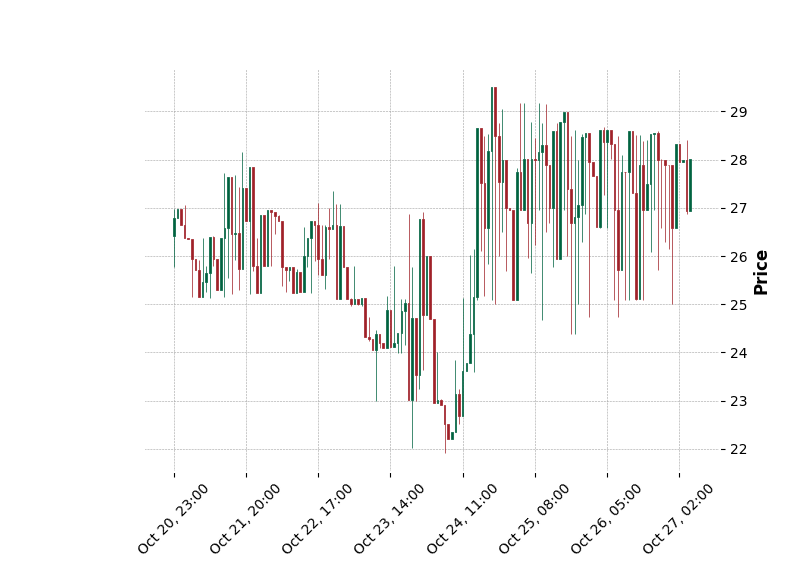 29
28
27
26
25
24
23
22
Price
Oct 20, 23:00
Oct 21, 20:00
Oct 22, 17:00
Oct 23, 14:00
Oct 24, 11:00
Oct 25, 08:00
Oct 26, 05:00
Oct 27, 02:00